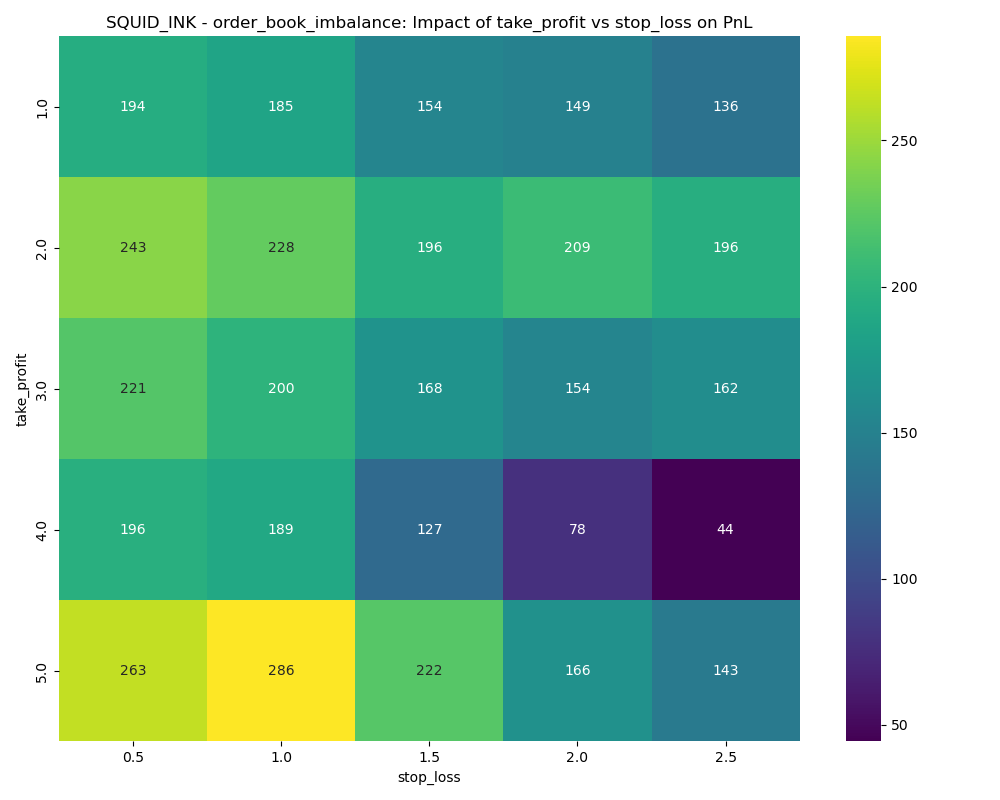 SQUID_INK - order_book_imbalance: Impact of take_profit vs stop_loss on PnL
take_profit
1.0 194 185 154 149 136
2.0 243 228 196 209 196
3.0 221 200 168 154 162
4.0 196 189 127 78 44
5.0 263 286 222 166 143
0.5 1.0 1.5 2.0 2.5
stop_loss
250
200
150
100
50